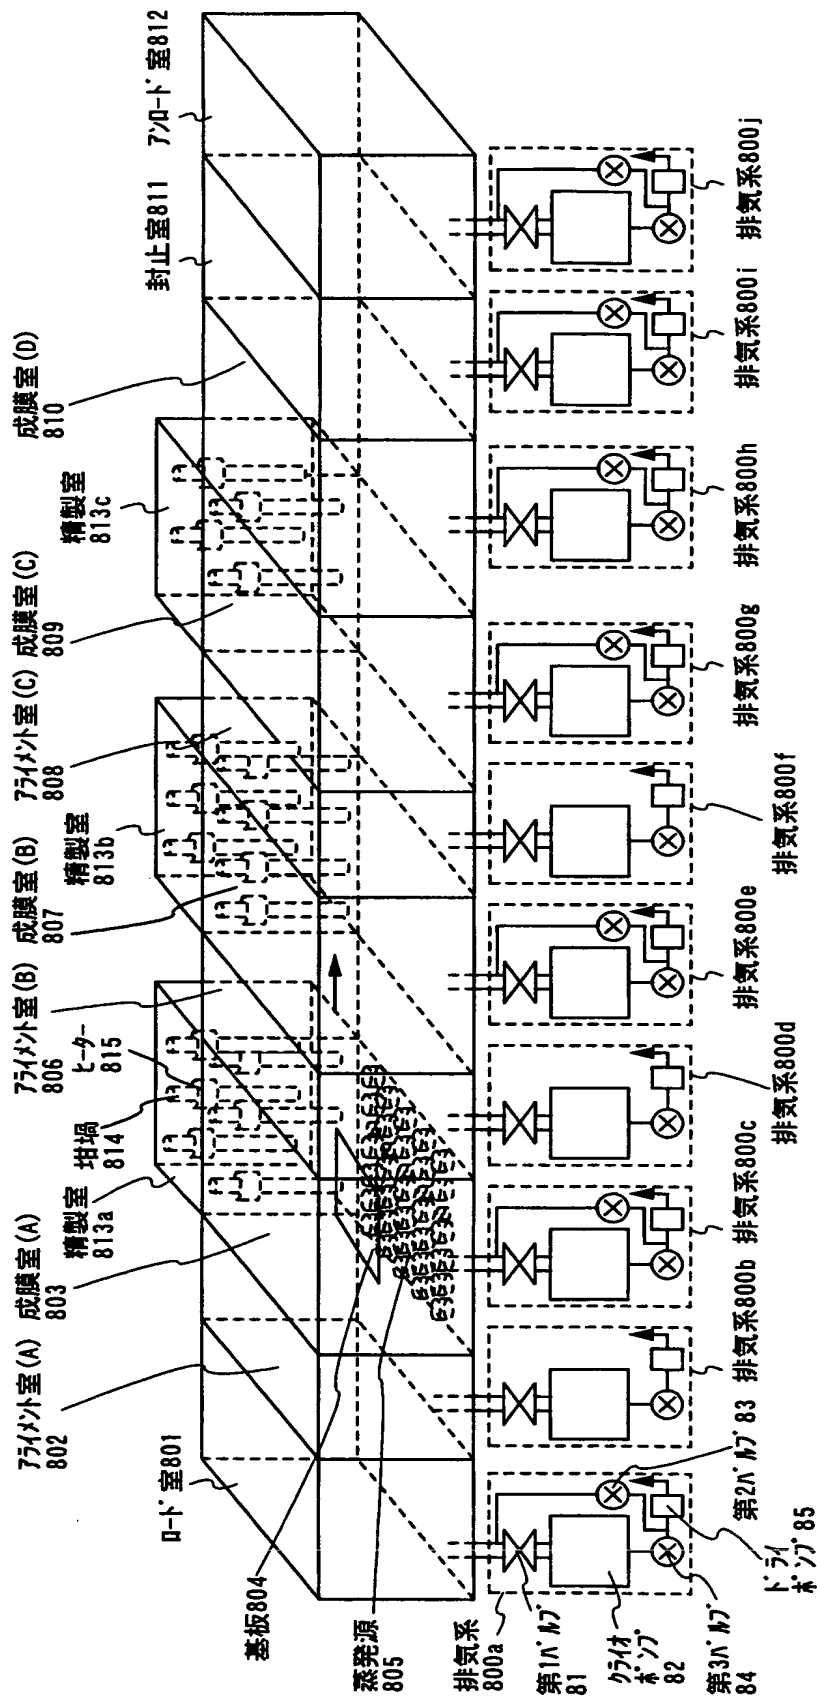 ロード室801
アライメント室(A)
802
成膜室(A)
803
精製室
813a
坩堝
814
ヒーター
815
アライメント室(B)
806
成膜室(B)
807
精製室
813b
アライメント室(C)
808
成膜室(C)
809
精製室
813c
成膜室(D)
810
封止室811
アンロード室812
基板804
蒸発源
805
排気系
800a
第1バルブ
81
クライオ
ポンプ
82
第3バルブ
84
ドライ
ポンプ85
第2バルブ83
排気系800b
排気系800c
排気系800d
排気系800e
排気系800f
排気系800g
排気系800h
排気系800i
排気系800j